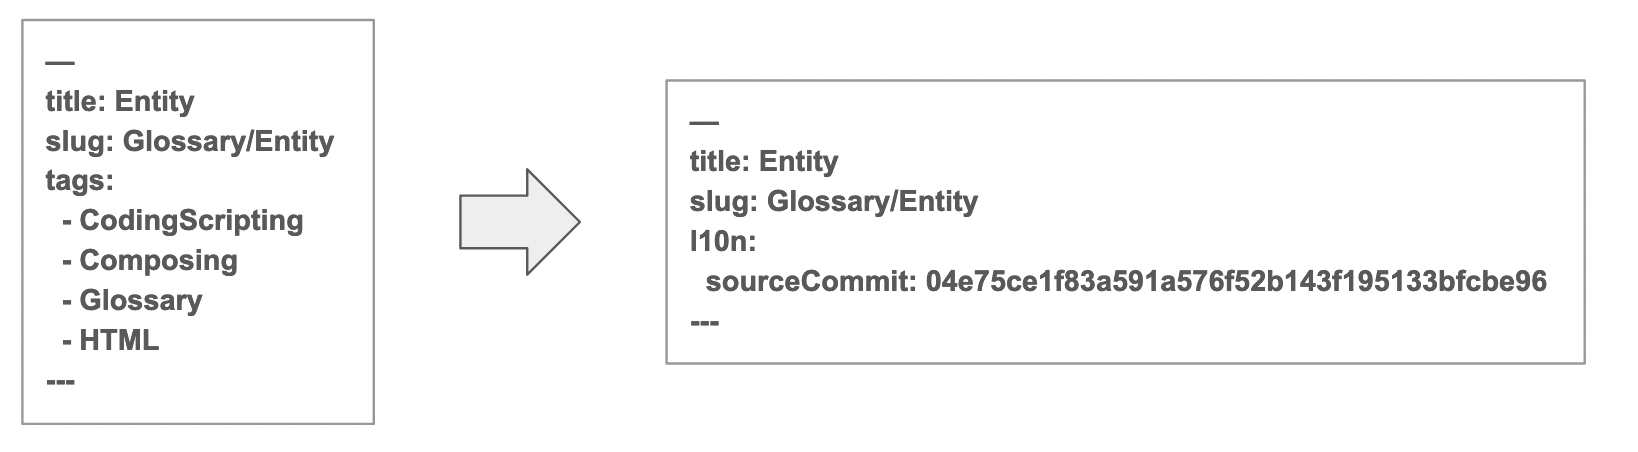 —
title: Entity
slug: Glossary/Entity
tags:
  - CodingScripting
  - Composing
  - Glossary
  - HTML
---
—
title: Entity
slug: Glossary/Entity
l10n:
  sourceCommit: 04e75ce1f83a591a576f52b143f195133bfcbe96
---